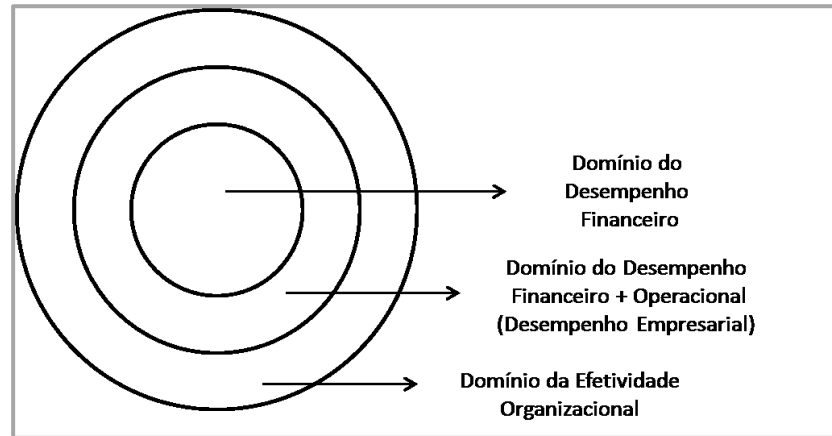 Domínio do
Desempenho
Financeiro
Domínio do Desempenho
Financeiro + Operacional
(Desempenho Empresarial)
Domínio da Efetividade
Organizacional